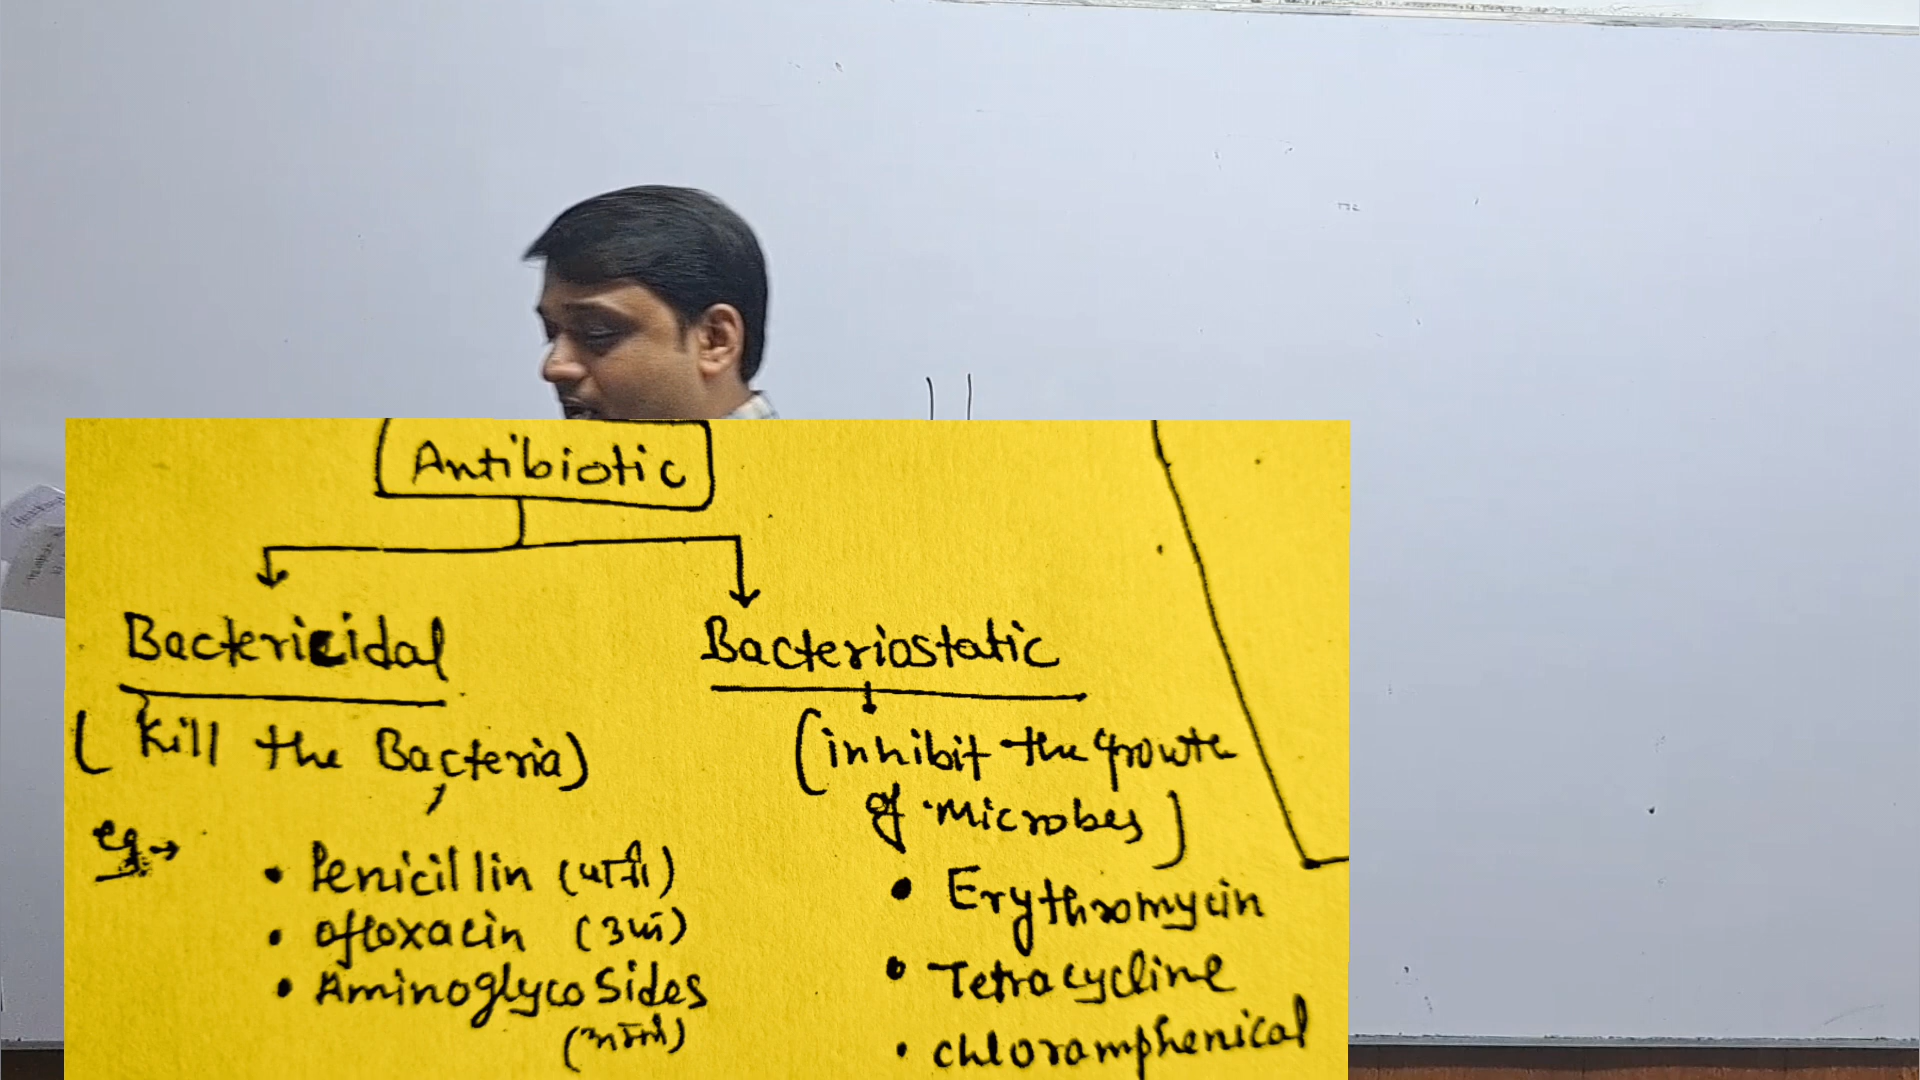 Antibiotic
Bactericidal
Bacteriostatic
(Kill the Bacteria)
(inhibit the Growth
of Microbes)
eg→
• Penicillin
• ofloxacin
• Aminoglycosides
• Erythromycin
• Tetracycline
• chloramphenical